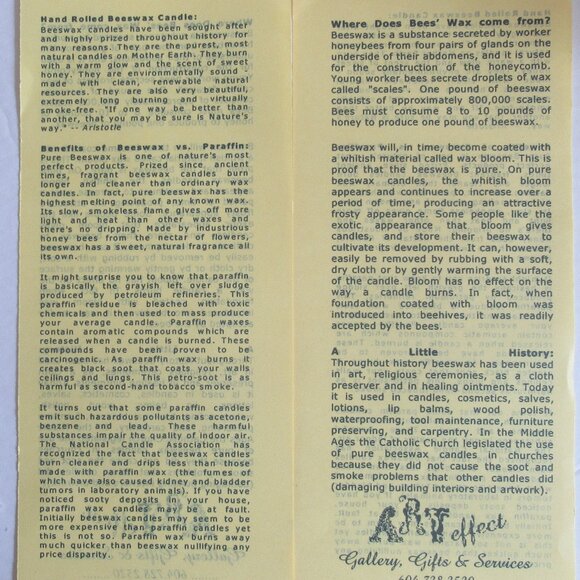 Hand Rolled Beeswax Candle:
Beeswax candles have been sought after
and highly prized throughout history for
many reasons. They are the purest, most
natural candles on Mother Earth. They burn
with a warm glow and the scent of sweet
honey. They are environmentally sound
made with clean, renewable natural
resources. They are also very beautiful,
extremely long burning and virtually
smoke-free. "If one way be better than
another, that you may be sure is Nature's
way." -- Aristotle
Benefits of Beeswax vs. Paraffin:
Pure Beeswax is one of nature's most
perfect products. Prized since ancient
times, fragrant beeswax candles burn
longer and cleaner than ordinary wax
candles. In fact, pure beeswax has the
highest melting point of any known wax.
Its slow, smokeless flame gives off more
light and heat than other waxes and
there's no dripping. Made by industrious
honey bees from the nectar of flowers,
beeswax has a sweet, natural fragrance all
its own.
It might surprise you to know that paraffin
is basically the grayish left over sludge
produced by petroleum refineries. This
paraffin residue is bleached with toxic
chemicals and then used to mass produce
your average candle. Paraffin waxes
contain aromatic compounds which are
released when a candle is burned. These
compounds have been proven to be
carcinogenic. As paraffin wax burns it
creates black soot that coats your walls
ceilings and lungs. This petro-soot is as
harmful as second-hand tobacco smoke.
It turns out that some paraffin candles
emit such hazardous pollutants as acetone,
benzene and lead. These harmful
substances impair the quality of indoor air.
The National Candle Association has
recognized the fact that beeswax candles
burn cleaner and drips less than those
made with paraffin wax (the fumes of
which have also caused kidney and bladder
tumors in laboratory animals). If you have
noticed sooty deposits in your house,
paraffin wax candles may be at fault.
Initially beeswax candles may seem to be
more expensive than paraffin candles yet
this is not so. Paraffin wax burns away
much quicker than beeswax nullifying any
price disparity.
Where Does Bees' Wax come from?
Beeswax is a substance secreted by worker
honeybees from four pairs of glands on the
underside of their abdomens, and it is used
for the construction of the honeycomb.
Young worker bees secrete droplets of wax
called "scales". One pound of beeswax
consists of approximately 800,000 scales.
Bees must consume 8 to 10 pounds of
honey to produce one pound of beeswax.
Beeswax will, in time, become coated with
a whitish material called wax bloom. This is
proof that the beeswax is pure. On pure
beeswax candles, the whitish bloom
appears and continues to increase over a
period of time, producing an attractive
frosty appearance. Some people like the
exotic appearance that bloom gives
candles, and store their beeswax to
cultivate its development. It can, however,
easily be removed by rubbing with a soft,
dry cloth or by gently warming the surface
of the candle. Bloom has no effect on the
way a candle burns. In fact, when
foundation coated with bloom was
introduced into beehives, it was readily
accepted by the bees.
A Little History:
Throughout history beeswax has been used
in art, religious ceremonies, as a cloth
preserver and in healing ointments. Today
it is used in candles, cosmetics, salves,
lotions, lip balms, wood polish,
waterproofing, tool maintenance, furniture
preserving, and carpentry. In the Middle
Ages the Catholic Church legislated the use
of pure beeswax candles in churches
because they did not cause the soot and
smoke problems that other candles did
(damaging building interiors and artwork).
ART effect
Gallery, Gifts & Services
604 728 2520